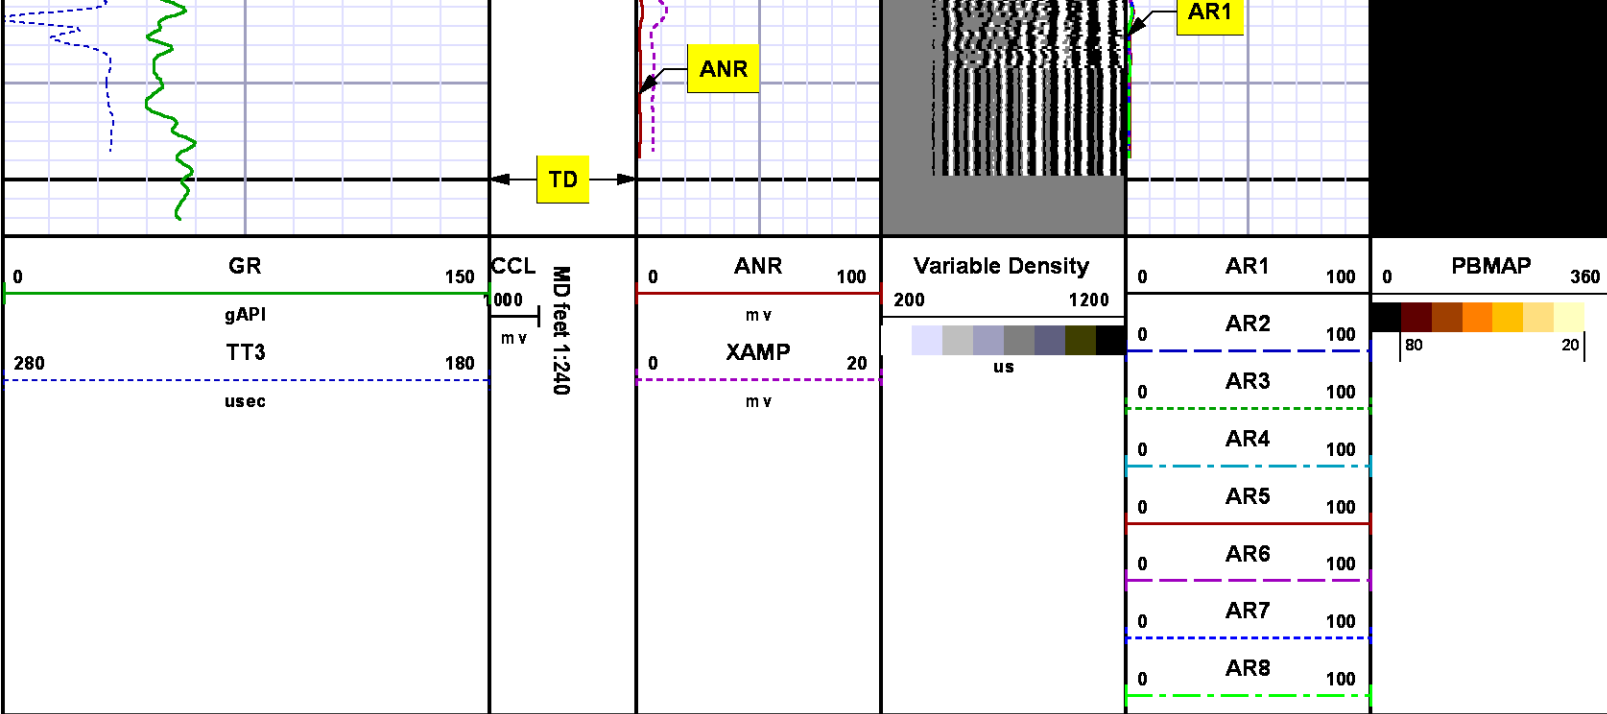 AR1
ANR
TD
GR
0 150
gAPI
TT3
280 180
usec
CCL
1000
mv
MD feet 1:240
ANR
0 100
mv
XAMP
0 20
mv
Variable Density
200 1200
us
AR1
0 100
AR2
0 100
AR3
0 100
AR4
0 100
AR5
0 100
AR6
0 100
AR7
0 100
AR8
0 100
PBMAP
0 360
80 20